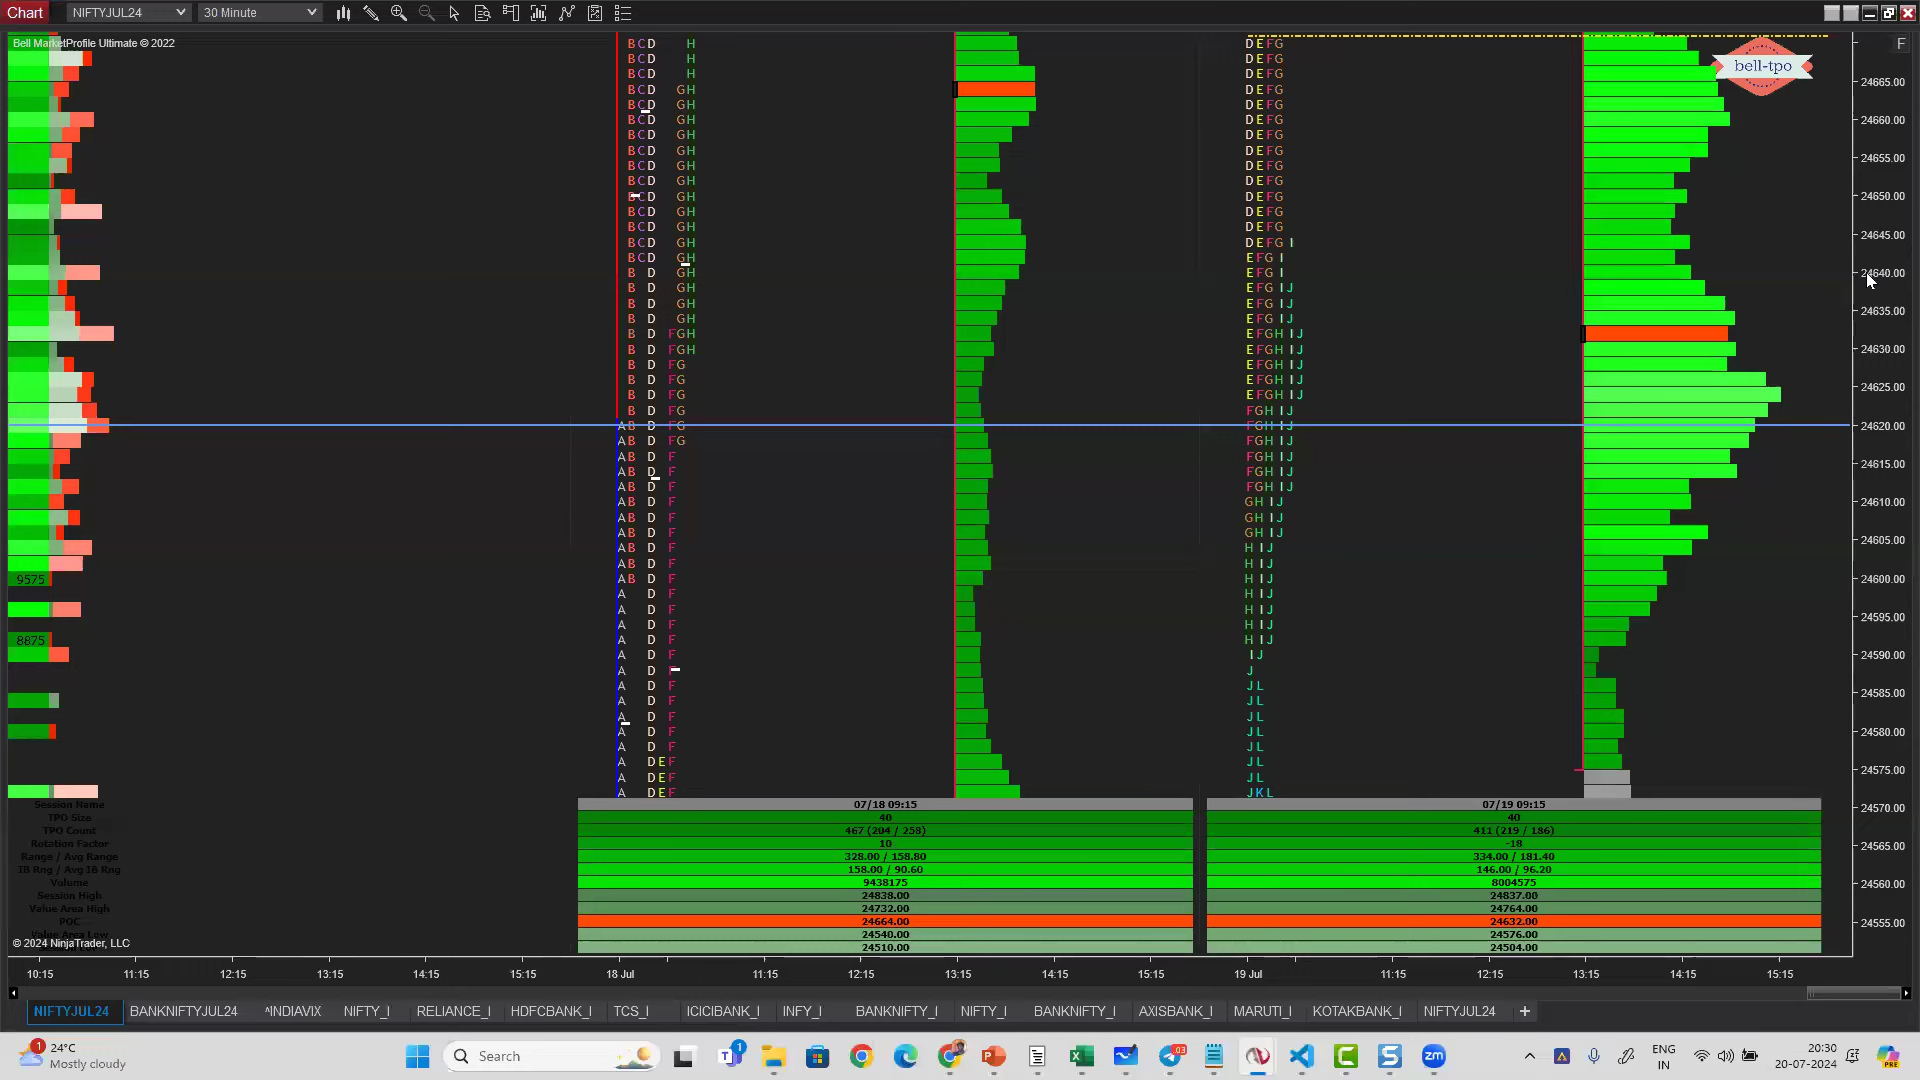 Chart NIFTYJUL24 30 Minute
Bell MarketProfile Ultimate © 2022
F
bell-tpo
B C D H D E F G
B C D H D E F G
B C D H D E F G 24665.00
B C D G H D E F G
B C D G H D E F G
B C D G H D E F G 24660.00
B C D G H D E F G
B C D G H D E F G 24655.00
B C D G H D E F G
B C D G H D E F G
B C D G H D E F G 24650.00
B C D G H D E F G
B C D G H D E F G
B C D G H D E F G I 24645.00
B C D G H E F G I
B D G H E F G I 24640.00
B D G H E F G I J
B D G H E F G I J 24635.00
B D G H E F G I J
B D F G H E F G H I J
B D F G H E F G H I J 24630.00
B D F G E F G H I J
B D F G E F G H I J 24625.00
B D F G E F G H I J
B D F G F G H I J
A B D F G F G H I J 24620.00
A B D F G F G H I J
A B D F F G H I J 24615.00
A B D F F G H I J
A B D F F G H I J
A B D F G H I J 24610.00
A B D F G H I J
A B D F G H I J 24605.00
A B D F H I J
A B D F H I J
9575 A B D F H I J 24600.00
A D F H I J
A D F H I J 24595.00
A D F H I J
8875 A D F H I J
A D F I J 24590.00
A D F J
A D F J L 24585.00
A D F J L
A D F J L
A D F J L 24580.00
A D F J L
A D E F J L 24575.00
A D E F J L
A D E F J K L 24570.00
Session Name 07/18 09:15 07/19 09:15
TPO Size 40 40
TPO Count 467 (204 / 258) 411 (219 / 186)
Rotation Factor 10 -18 24565.00
Range / Avg Range 328.00 / 158.80 334.00 / 181.40
IB Rng / Avg IB Rng 158.00 / 90.60 146.00 / 96.20
Volume 9438175 8004575 24560.00
Session High 24838.00 24837.00
Value Area High 24732.00 24764.00
POC 24664.00 24632.00 24555.00
Value Area Low 24540.00 24576.00
24510.00 24504.00
© 2024 NinjaTrader, LLC
10:15 11:15 12:15 13:15 14:15 15:15 18 Jul 11:15 12:15 13:15 14:15 15:15 19 Jul 11:15 12:15 13:15 14:15 15:15
NIFTYJUL24 BANKNIFTYJUL24 ^INDIAVIX NIFTY_I RELIANCE_I HDFCBANK_I TCS_I ICICIBANK_I INFY_I BANKNIFTY_I NIFTY_I BANKNIFTY_I AXISBANK_I MARUTI_I KOTAKBANK_I NIFTYJUL24 +
1 24°C
Mostly cloudy
Search
1
03
zm
ENG
IN
20:30
20-07-2024
PRE